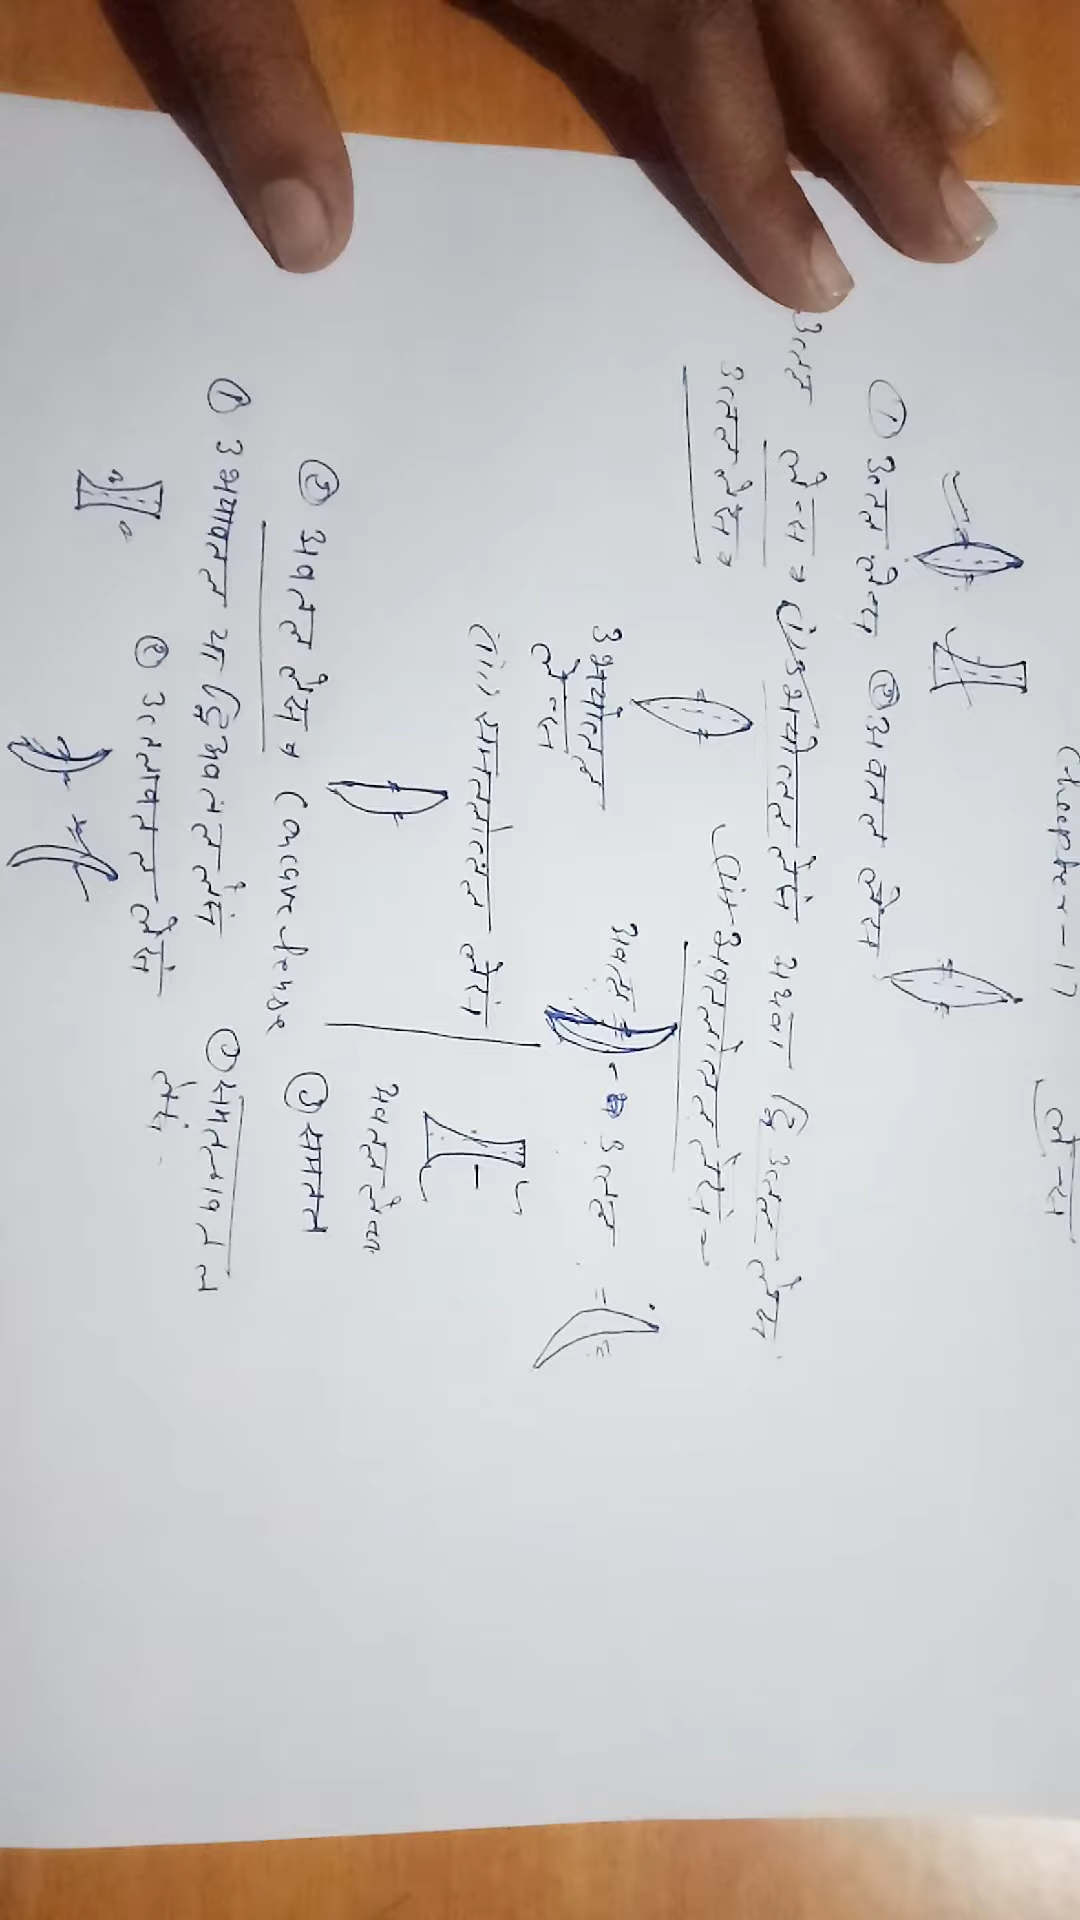 Chapter-17 लेन्स
① उत्तल लेन्स ② अवतल लेन्स
उत्तल लेन्स → (i) उभयोत्तल लेंस अथवा द्विउत्तल लेंस
उत्तल लेंस →
(ii) अवतलोत्तल लेंस -
उभयोत्तल लेन्स
अवतल - उत्तल =
(iii) समतलोत्तल लेंस
② अवतल लेंस → Concave lense
③ समतल अवतल लेंस
① उभयावतल या द्विअवतल लेंस
③ समतलावतल लेंस
② उत्तलावतल लेंस